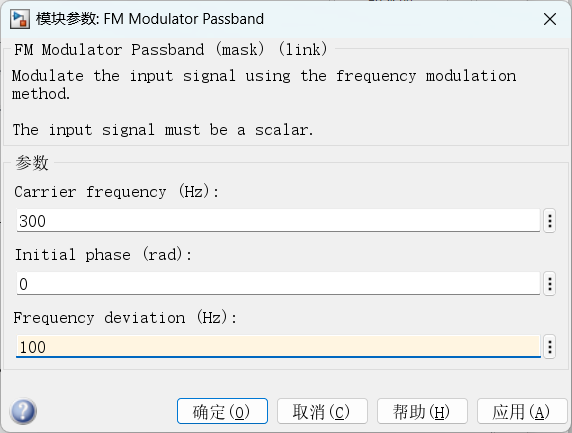 模块参数: FM Modulator Passband
FM Modulator Passband (mask) (link)
Modulate the input signal using the frequency modulation
method.
The input signal must be a scalar.
参数
Carrier frequency (Hz):
300
Initial phase (rad):
0
Frequency deviation (Hz):
100
确定(O) 取消(C) 帮助(H) 应用(A)